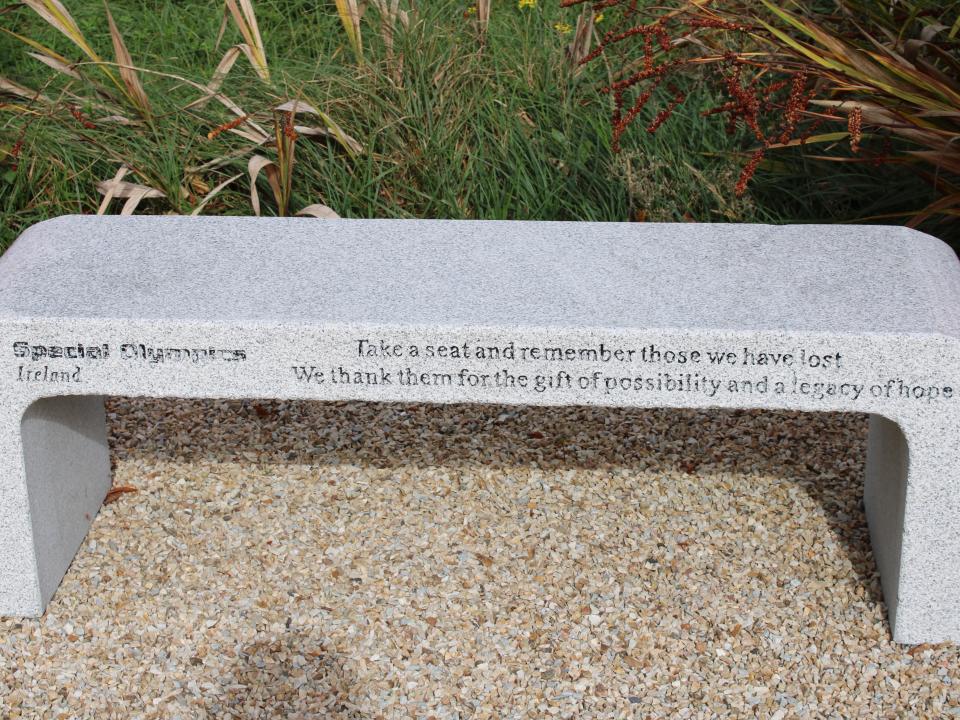 Special Olympics
Ireland
Take a seat and remember those we have lost
We thank them for the gift of possibility and a legacy of hope